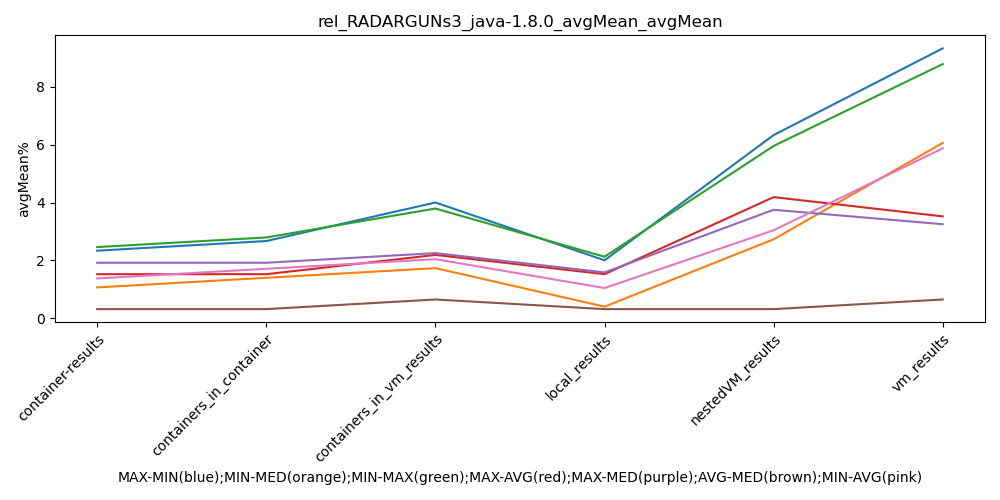 rel_RADARGUNs3_java-1.8.0_avgMean_avgMean
avgMean%
8
6
4
2
0
container-results
containers_in_container
containers_in_vm_results
local_results
nestedVM_results
vm_results
MAX-MIN(blue);MIN-MED(orange);MIN-MAX(green);MAX-AVG(red);MAX-MED(purple);AVG-MED(brown);MIN-AVG(pink)